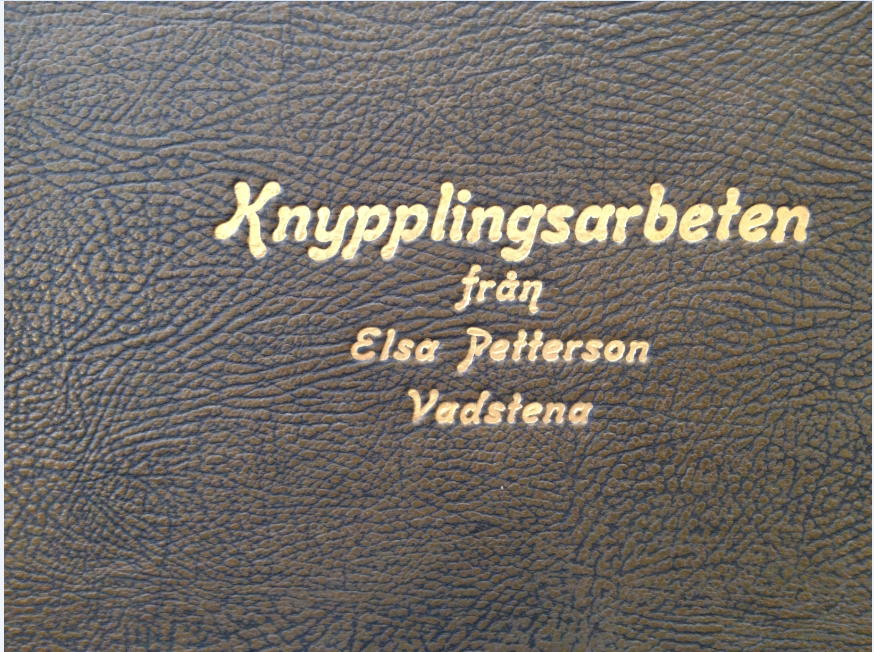 Knypplingsarbeten
från
Elsa Petterson
Vadstena